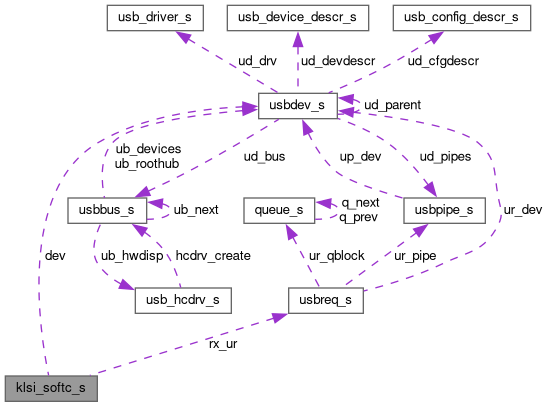 usb_driver_s
usb_device_descr_s
usb_config_descr_s
ud_drv
ud_devdescr
ud_cfgdescr
usbdev_s
ud_parent
ub_devices
ub_roothub
ud_bus
up_dev
ud_pipes
usbbus_s
ub_next
queue_s
q_next
q_prev
usbpipe_s
ur_dev
dev
ub_hwdisp
hcdrv_create
ur_qblock
ur_pipe
usb_hcdrv_s
usbreq_s
rx_ur
klsi_softc_s